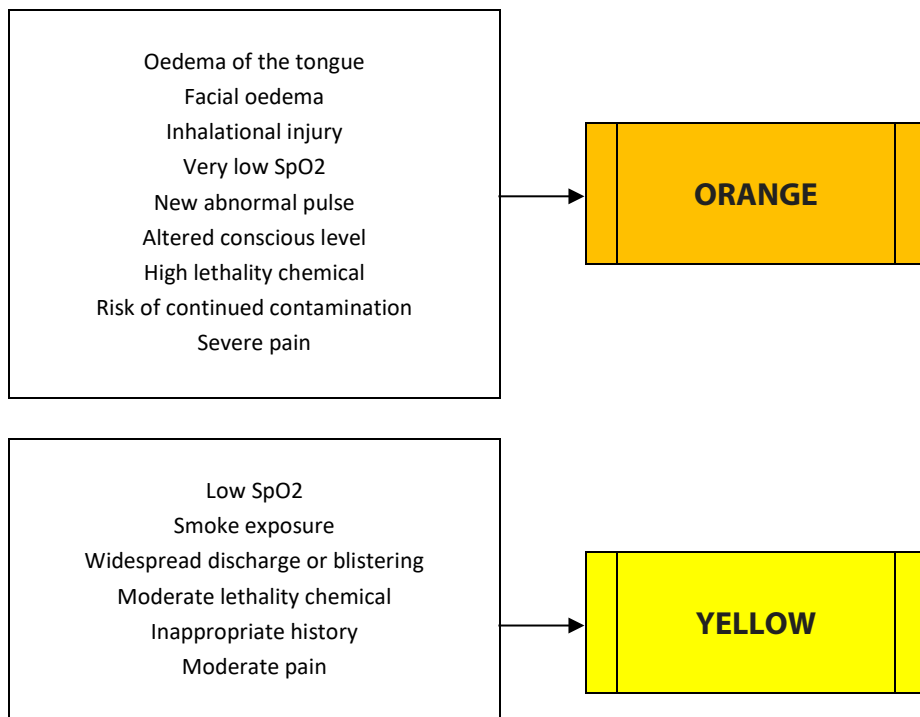 Oedema of the tongue
Facial oedema
Inhalational injury
Very low SpO2
New abnormal pulse
Altered conscious level
High lethality chemical
Risk of continued contamination
Severe pain
ORANGE
Low SpO2
Smoke exposure
Widespread discharge or blistering
Moderate lethality chemical
Inappropriate history
Moderate pain
YELLOW